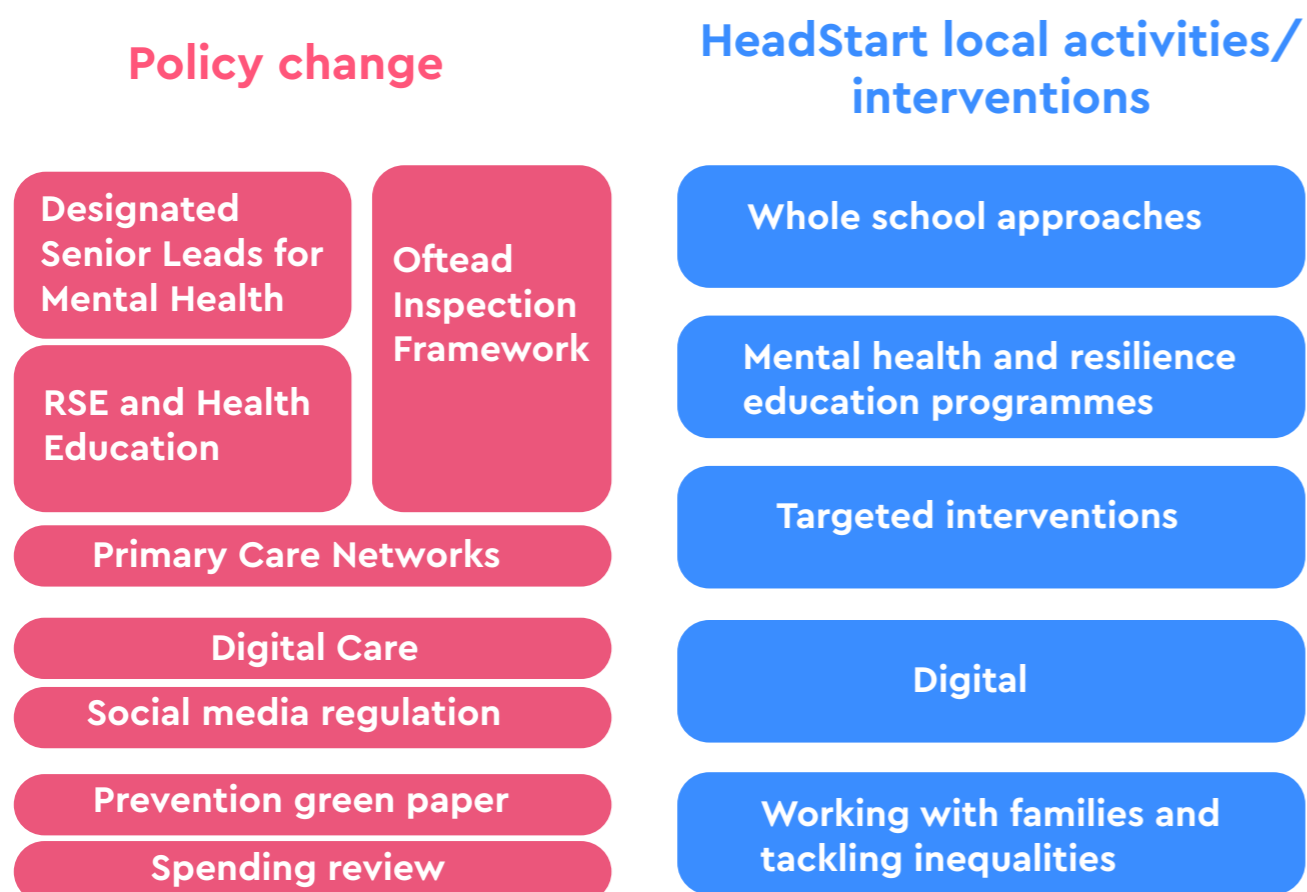 Policy change
Designated
Senior Leads for
Mental Health
Oftead
Inspection
Framework
RSE and Health
Education
Primary Care Networks
Digital Care
Social media regulation
Prevention green paper
Spending review
HeadStart local activities/
interventions
Whole school approaches
Mental health and resilience
education programmes
Targeted interventions
Digital
Working with families and
tackling inequalities